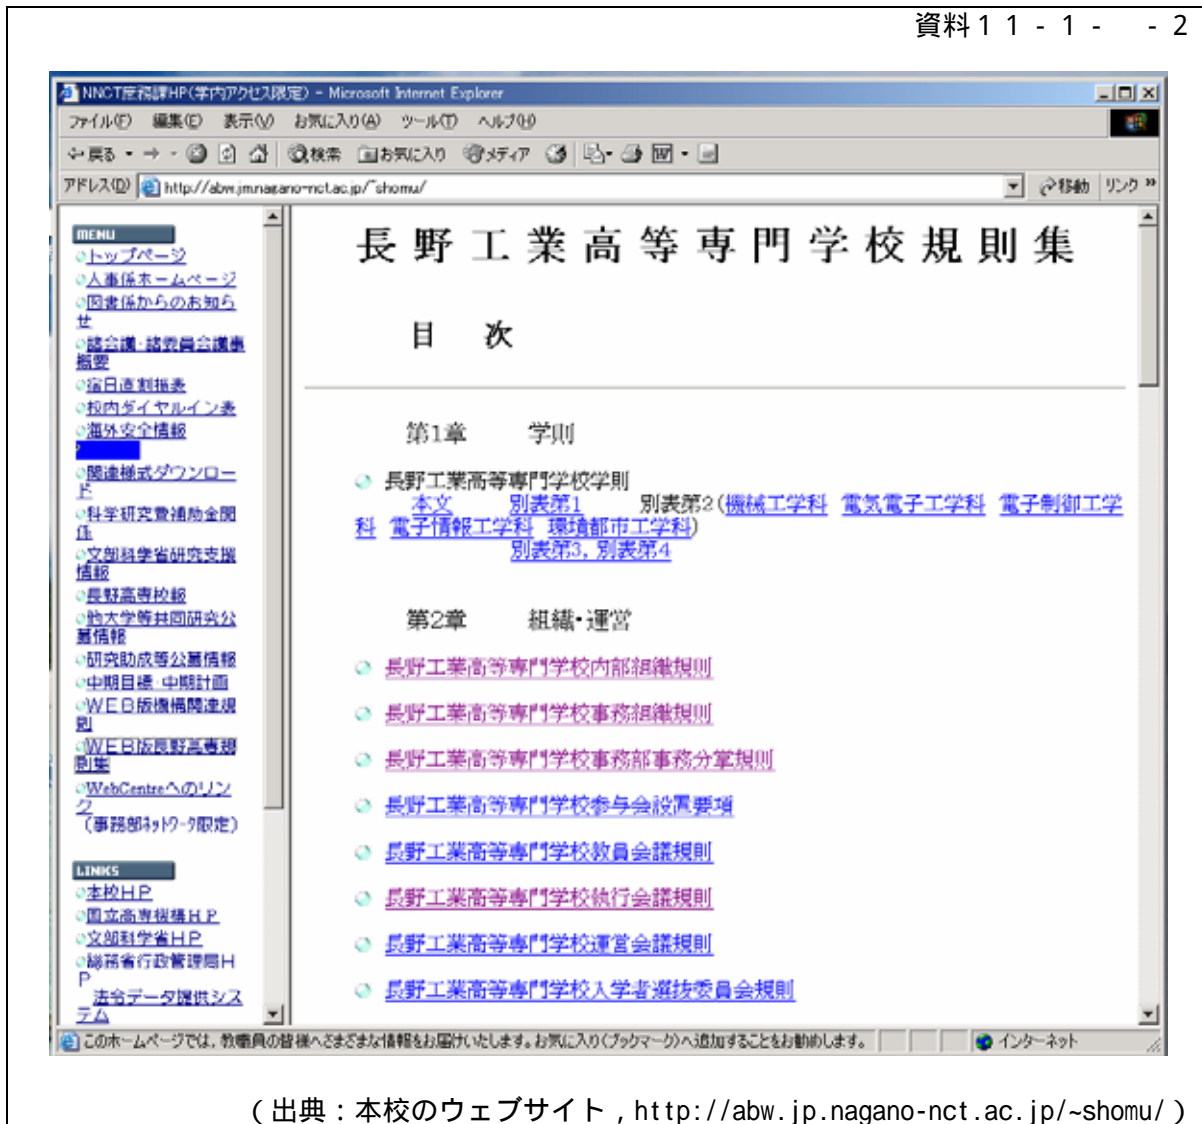 資料１１－１－　－２
NNCT庶務課HP(学内アクセス限定) - Microsoft Internet Explorer
ファイル(F) 編集(E) 表示(V) お気に入り(A) ツール(T) ヘルプ(H)
戻る 検索 お気に入り メディア
アドレス(D) http://abw.jm.nagano-nct.ac.jp/~shomu/ 移動 リンク »
MENU
トップページ
人事係ホームページ
図書係からのお知ら
せ
諸会議・諸委員会議事
概要
宿日直割振表
校内ダイヤルイン表
海外安全情報
関連様式ダウンロー
ド
科学研究費補助金関
係
文部科学省研究支援
情報
長野高専校報
他大学等共同研究公
募情報
研究助成等公募情報
中期目標・中期計画
ＷＥＢ版機構関連規
則
ＷＥＢ版長野高専規
則集
WebCentreへのリン
ク
(事務部ネットワーク限定)
LINKS
本校ＨＰ
国立高専機構ＨＰ
文部科学省ＨＰ
総務省行政管理局Ｈ
Ｐ
法令データ提供シス
テム
長野工業高等専門学校規則集
目 次
第1章 学則
長野工業高等専門学校学則
本文 別表第1 別表第2(機械工学科 電気電子工学科 電子制御工学
科 電子情報工学科 環境都市工学科)
別表第3, 別表第4
第2章 組織・運営
長野工業高等専門学校内部組織規則
長野工業高等専門学校事務組織規則
長野工業高等専門学校事務部事務分掌規則
長野工業高等専門学校参与会設置要項
長野工業高等専門学校教員会議規則
長野工業高等専門学校執行会議規則
長野工業高等専門学校運営会議規則
長野工業高等専門学校入学者選抜委員会規則
このホームページでは、教職員の皆様へさまざまな情報をお届けいたします。お気に入り(ブックマーク)へ追加することをお勧めします。 インターネット
（出典：本校のウェブサイト，http://abw.jp.nagano-nct.ac.jp/~shomu/）